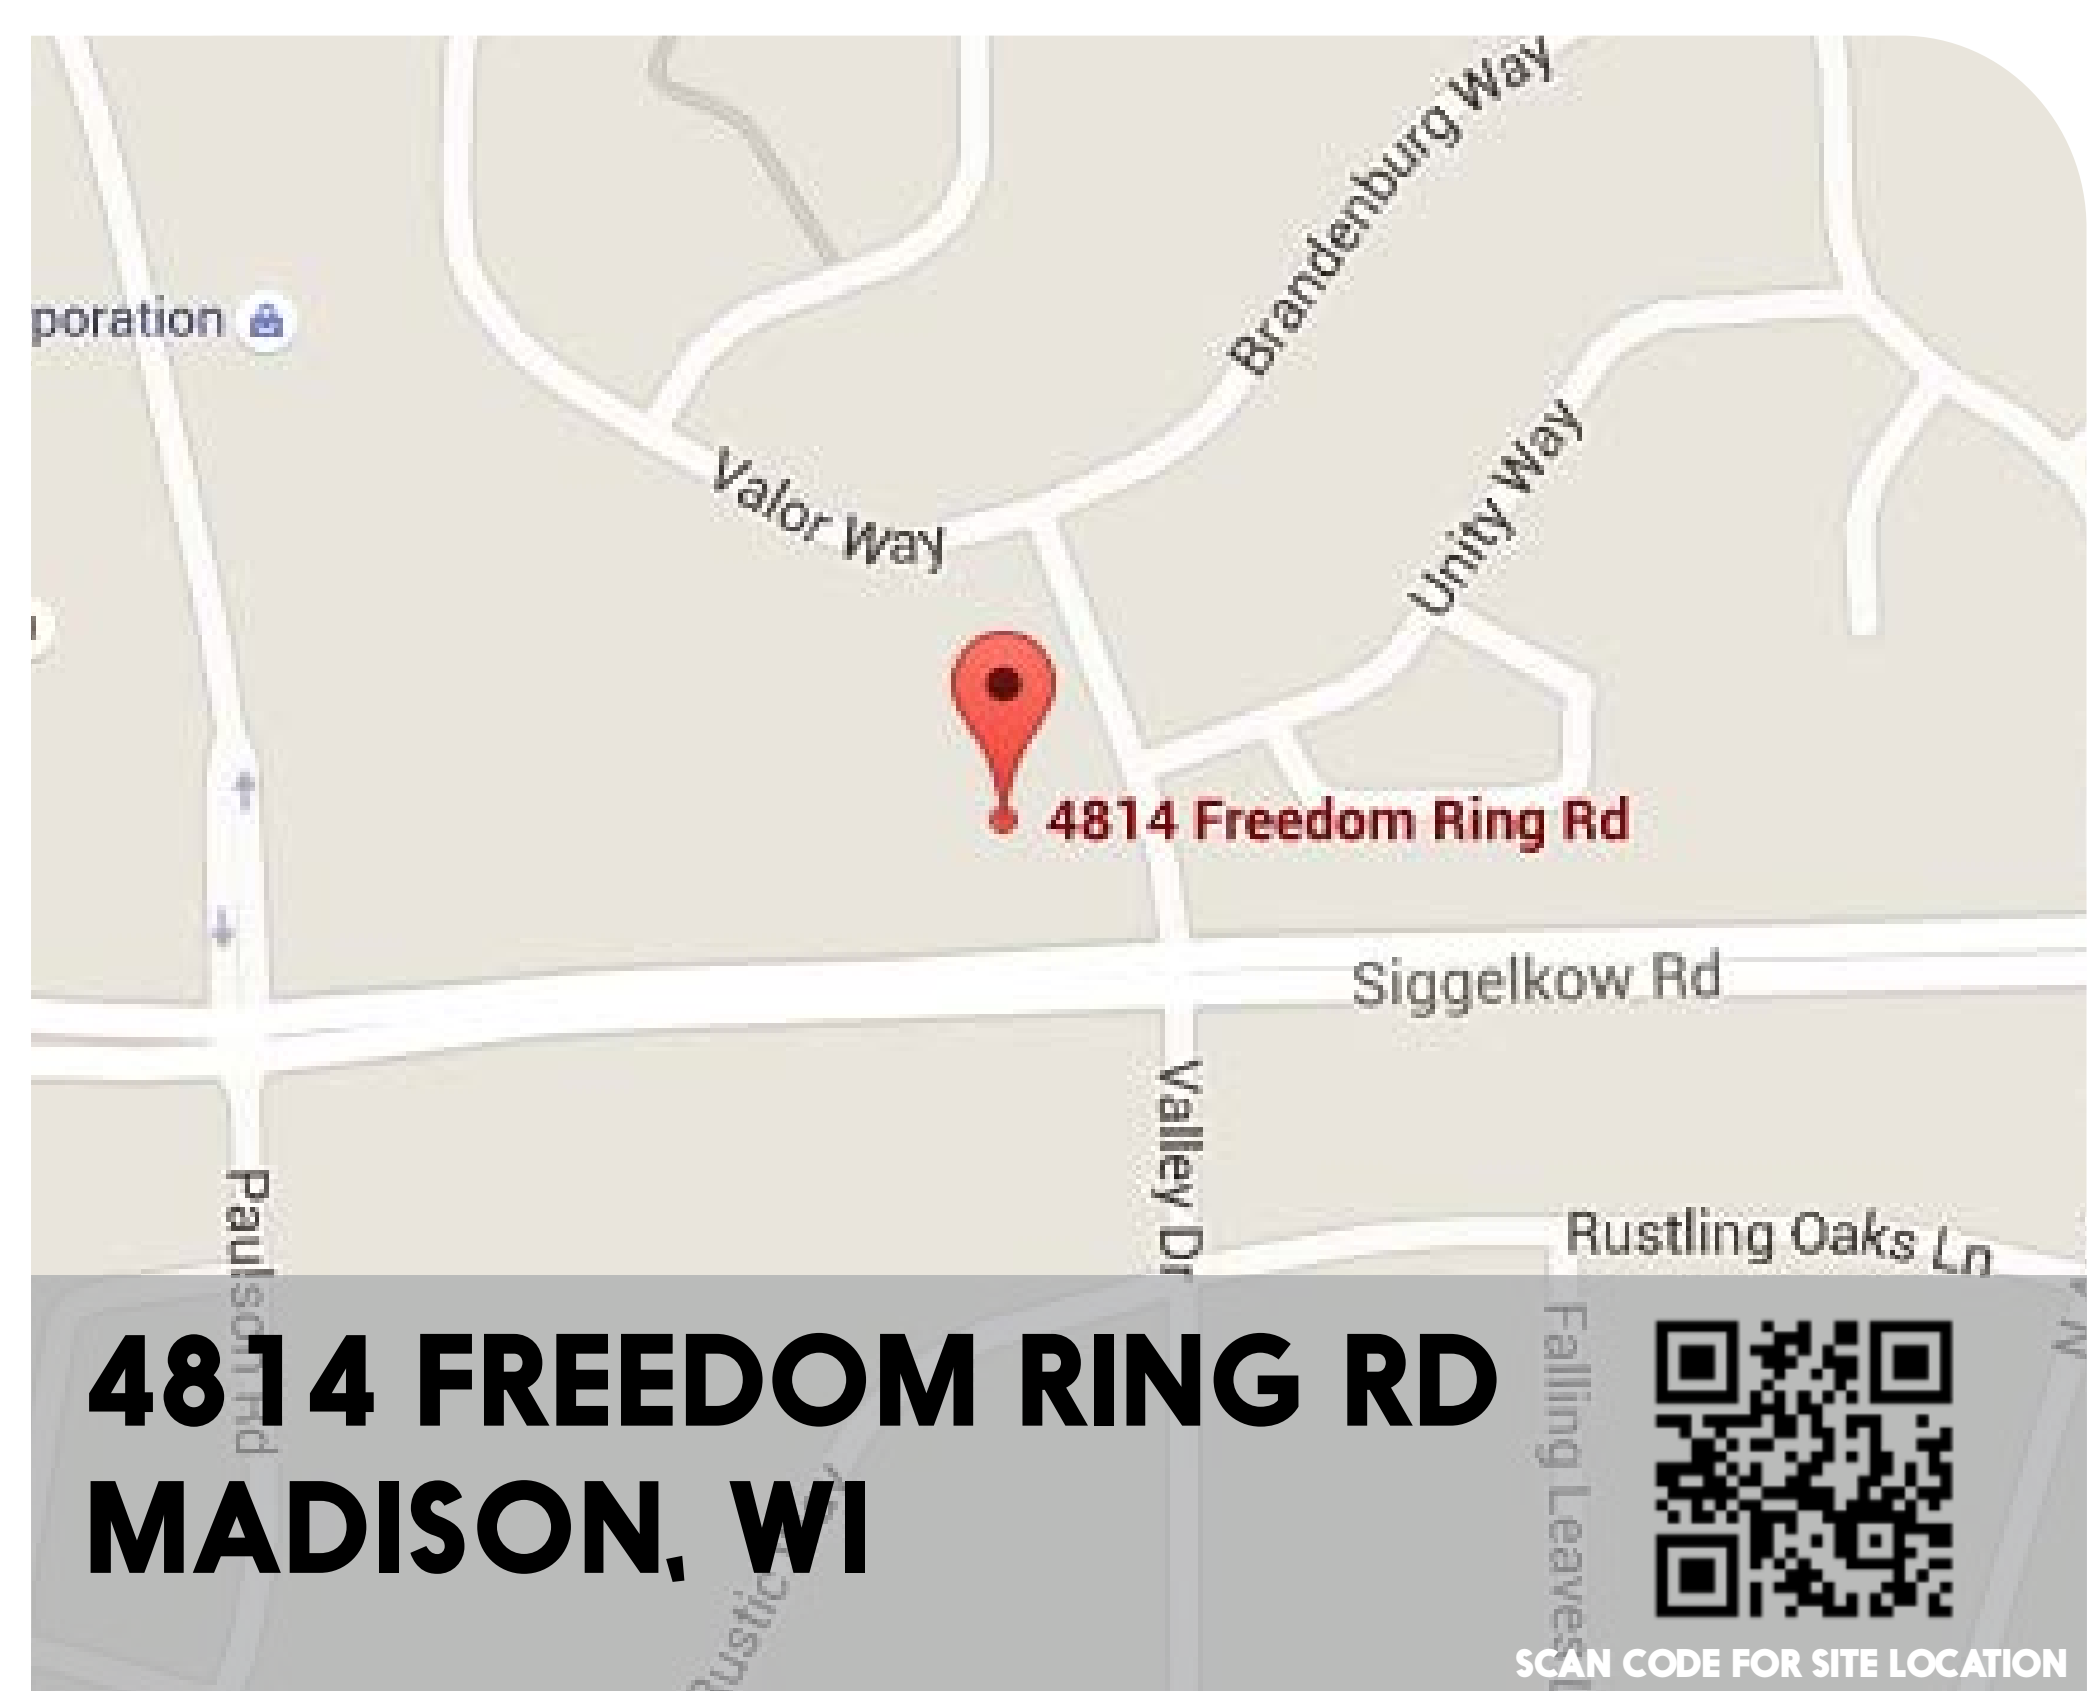 Brandenburg Way
poration
Valor Way
Unity Way
4814 Freedom Ring Rd
Siggelkow Rd
Valley Dr
Paulson Rd
Rustling Oaks Ln
Falling Leaves
Rustic
4814 FREEDOM RING RD
MADISON, WI
SCAN CODE FOR SITE LOCATION